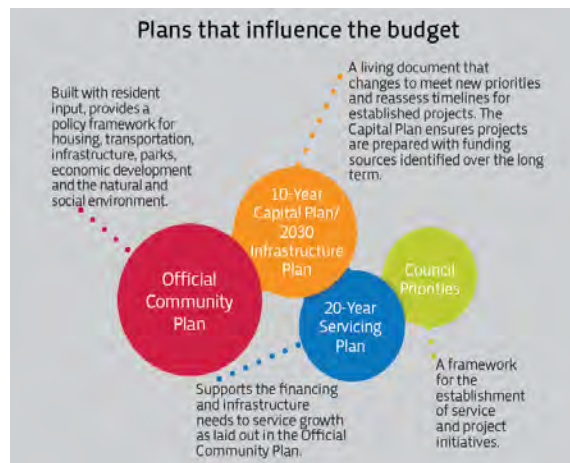 Plans that influence the budget
Built with resident
input, provides a
policy framework for
housing, transportation,
infrastructure, parks,
economic development
and the natural and
social environment.
A living document that
changes to meet new priorities
and reassess timelines for
established projects. The
Capital Plan ensures projects
are prepared with funding
sources identified over the long
term.
10-Year
Capital Plan/
2030
Infrastructure
Plan
Official
Community
Plan
Council
Priorities
20-Year
Servicing
Plan
Supports the financing
and infrastructure
needs to service growth
as laid out in the Official
Community Plan.
A framework
for the
establishment
of service
and project
initiatives.